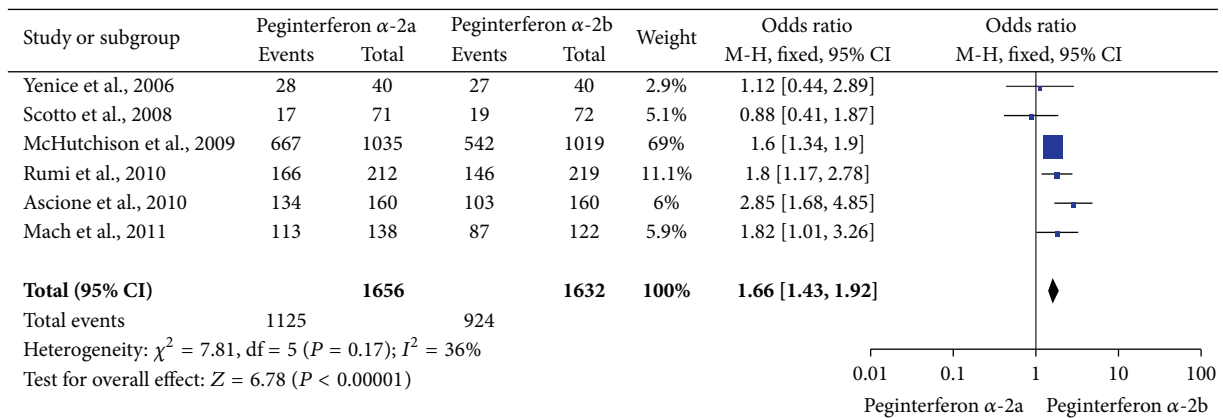 Study or subgroup Peginterferon α-2a Peginterferon α-2b Weight Odds ratio Odds ratio
Events Total Events Total M-H, fixed, 95% CI M-H, fixed, 95% CI
Yenice et al., 2006 28 40 27 40 2.9% 1.12 [0.44, 2.89]
Scotto et al., 2008 17 71 19 72 5.1% 0.88 [0.41, 1.87]
McHutchison et al., 2009 667 1035 542 1019 69% 1.6 [1.34, 1.9]
Rumi et al., 2010 166 212 146 219 11.1% 1.8 [1.17, 2.78]
Ascione et al., 2010 134 160 103 160 6% 2.85 [1.68, 4.85]
Mach et al., 2011 113 138 87 122 5.9% 1.82 [1.01, 3.26]
Total (95% CI) 1656 1632 100% 1.66 [1.43, 1.92]
Total events 1125 924
Heterogeneity: χ² = 7.81, df = 5 (P = 0.17); I² = 36%
Test for overall effect: Z = 6.78 (P < 0.00001)
0.01 0.1 1 10 100
Peginterferon α-2a Peginterferon α-2b